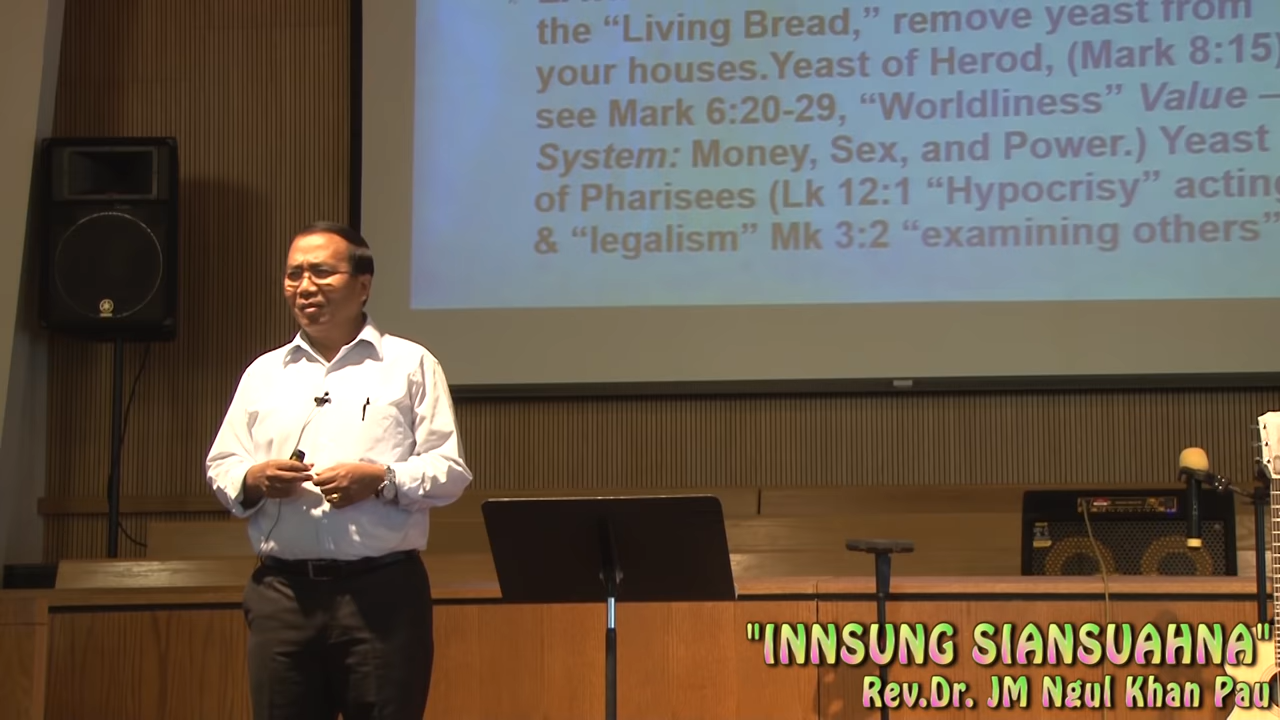 the “Living Bread,” remove yeast from
your houses.Yeast of Herod, (Mark 8:15)
see Mark 6:20-29, “Worldliness” Value –
System: Money, Sex, and Power.) Yeast
of Pharisees (Lk 12:1 “Hypocrisy” acting
& “legalism” Mk 3:2 “examining others”
"INNSUNG SIANSUAHNA"
Rev.Dr. JM Ngul Khan Pau